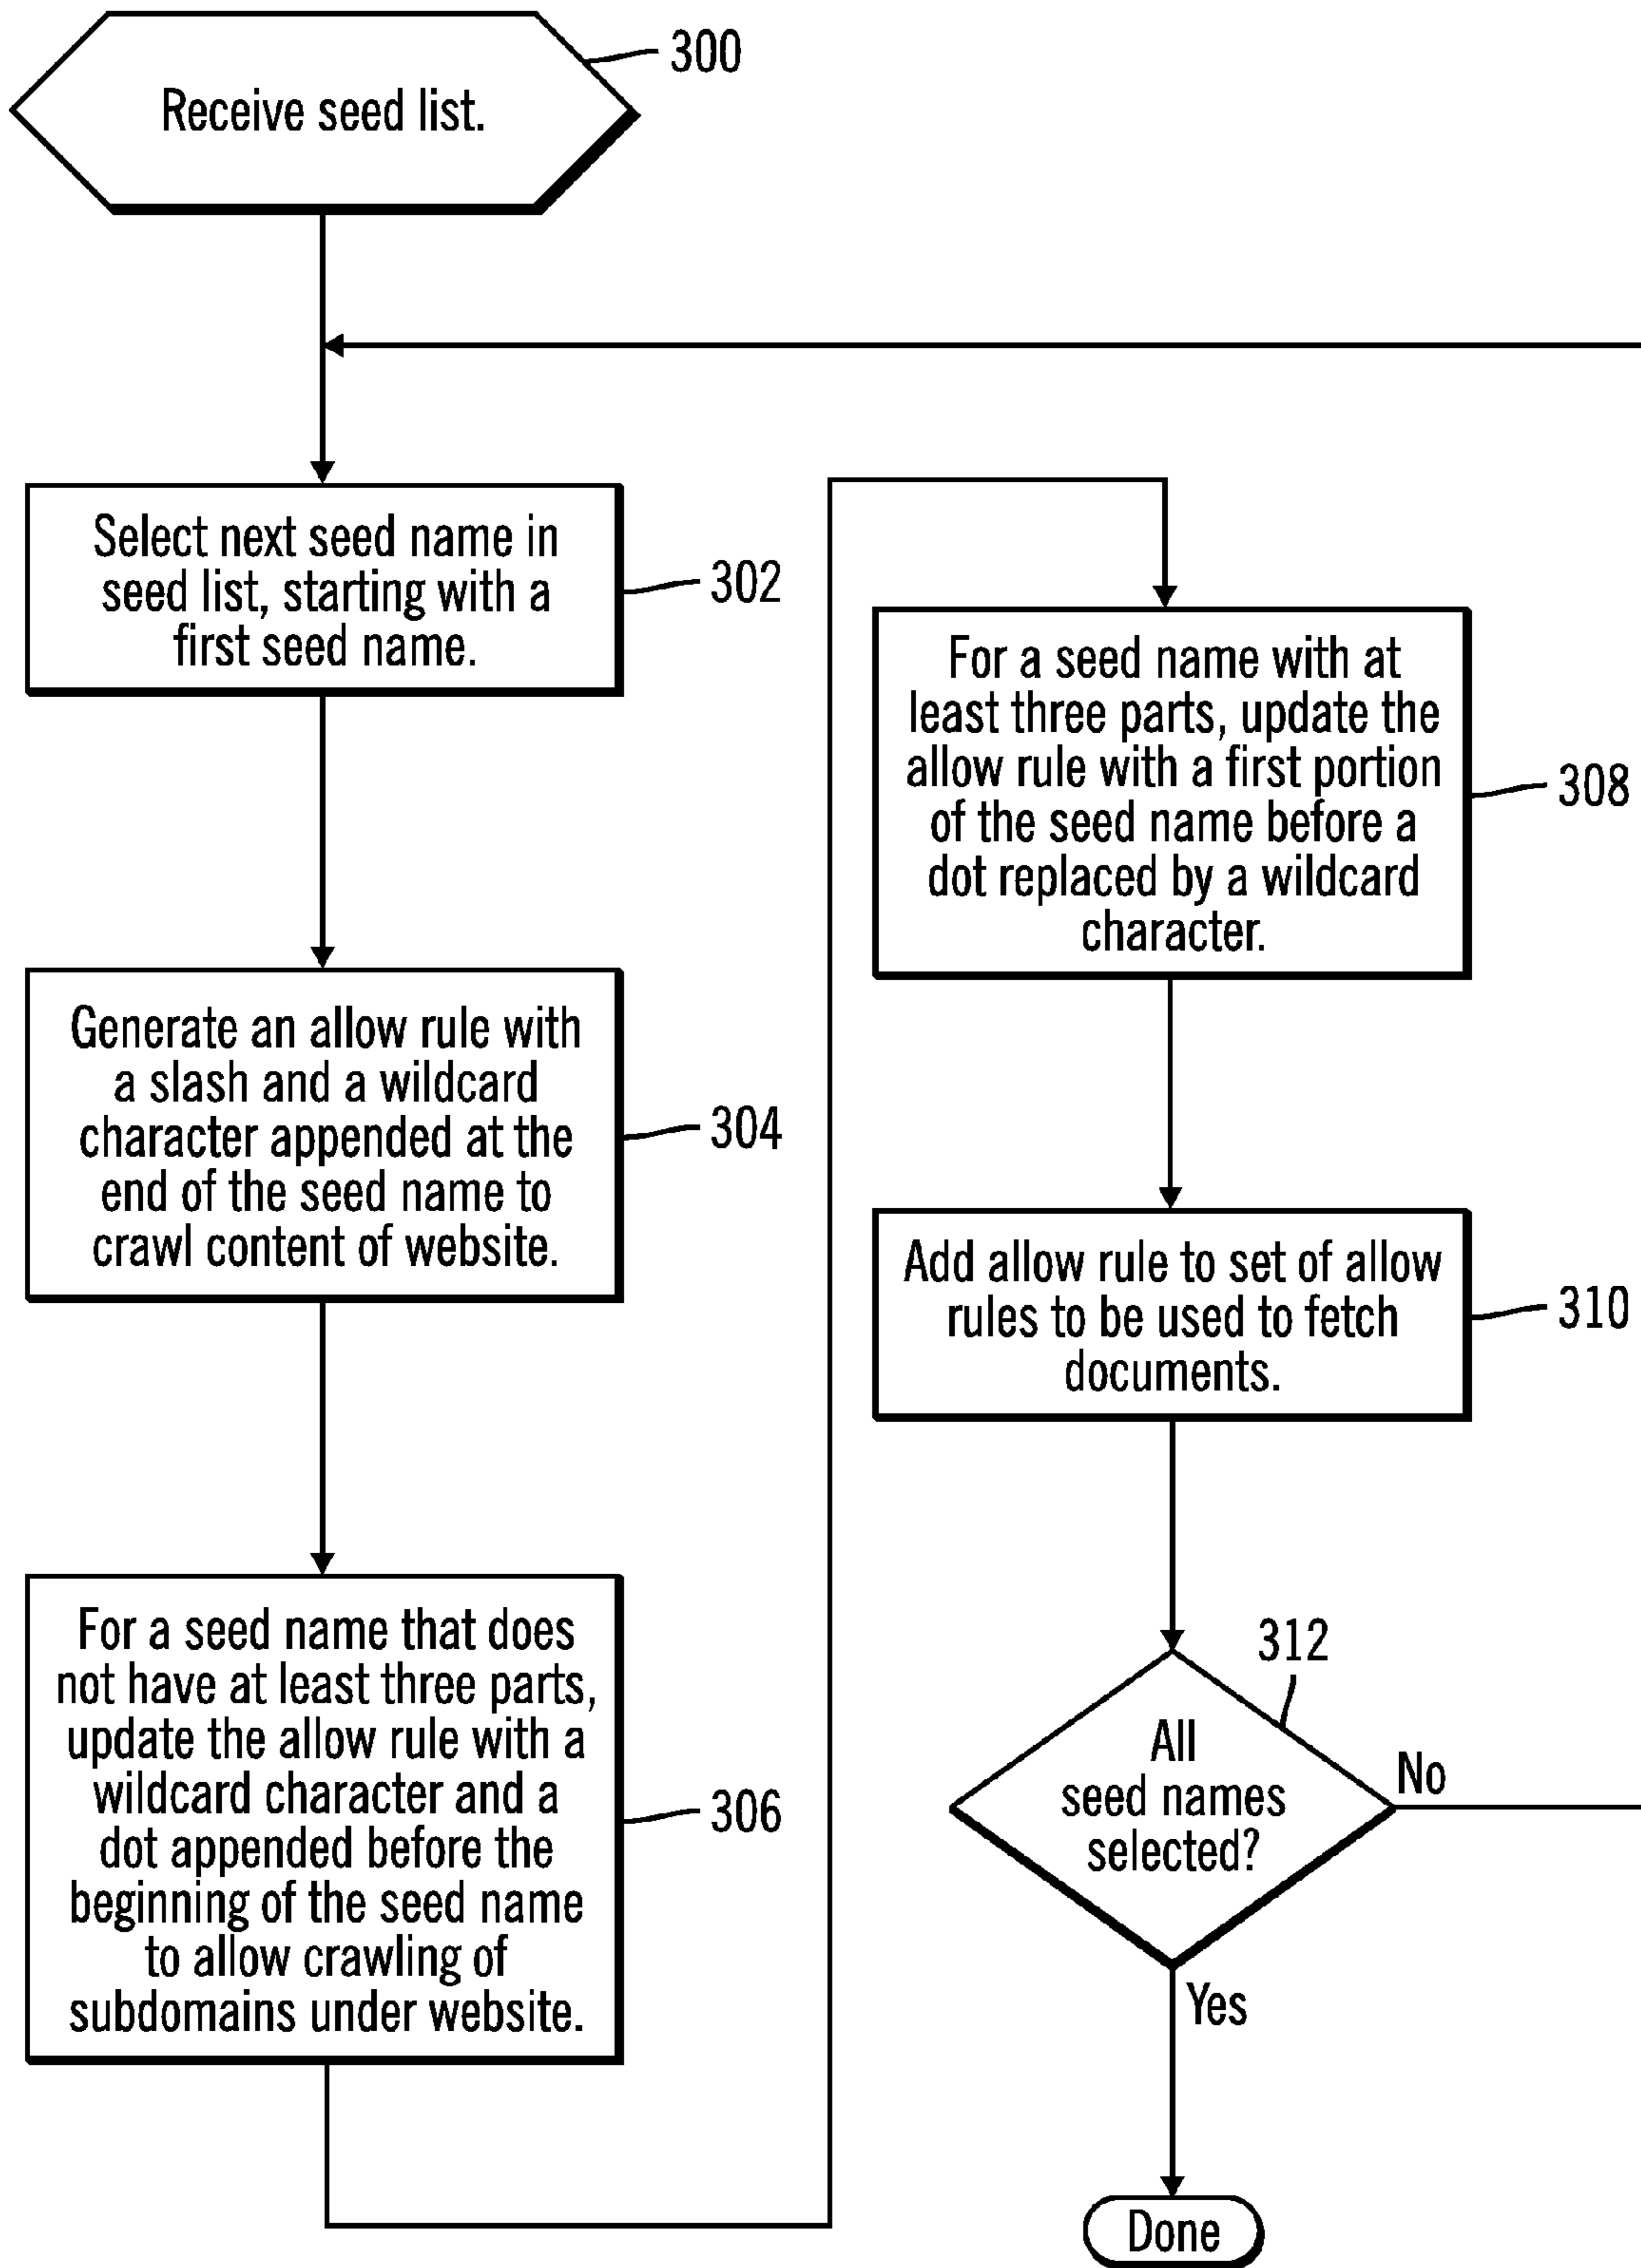 Receive seed list.
300
Select next seed name in
seed list, starting with a
first seed name.
302
Generate an allow rule with
a slash and a wildcard
character appended at the
end of the seed name to
crawl content of website.
304
For a seed name that does
not have at least three parts,
update the allow rule with a
wildcard character and a
dot appended before the
beginning of the seed name
to allow crawling of
subdomains under website.
306
For a seed name with at
least three parts, update the
allow rule with a first portion
of the seed name before a
dot replaced by a wildcard
character.
308
Add allow rule to set of allow
rules to be used to fetch
documents.
310
312
All
seed names
selected?
No
Yes
Done